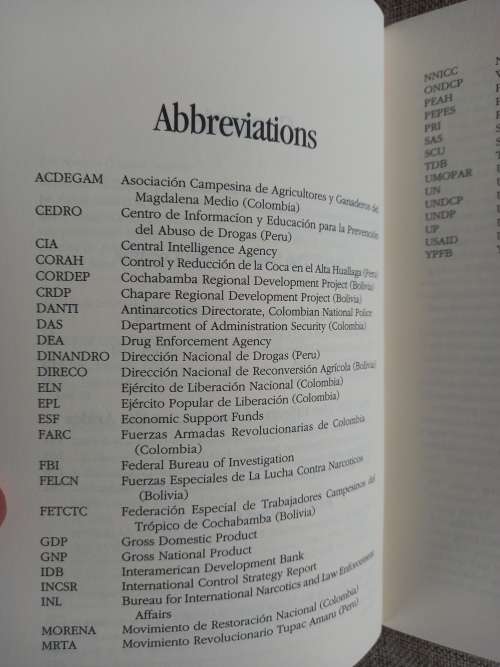 Abbreviations
ACDEGAM Asociación Campesina de Agricultores y Ganaderos del
Magdalena Medio (Colombia)
CEDRO Centro de Informacion y Educación para la Prevención
del Abuso de Drogas (Peru)
CIA Central Intelligence Agency
CORAH Control y Reducción de la Coca en el Alta Huallaga (Peru)
CORDEP Cochabamba Regional Development Project (Bolivia)
CRDP Chapare Regional Development Project (Bolivia)
DANTI Antinarcotics Directorate, Colombian National Police
DAS Department of Administration Security (Colombia)
DEA Drug Enforcement Agency
DINANDRO Dirección Nacional de Drogas (Peru)
DIRECO Dirección Nacional de Reconversión Agrícola (Bolivia)
ELN Ejército de Liberación Nacional (Colombia)
EPL Ejército Popular de Liberación (Colombia)
ESF Economic Support Funds
FARC Fuerzas Armadas Revolucionarias de Colombia
(Colombia)
FBI Federal Bureau of Investigation
FELCN Fuerzas Especiales de La Lucha Contra Narcoticos
(Bolivia)
FETCTC Federación Especial de Trabajadores Campesinos del
Trópico de Cochabamba (Bolivia)
GDP Gross Domestic Product
GNP Gross National Product
IDB Interamerican Development Bank
INCSR International Control Strategy Report
INL Bureau for International Narcotics and Law Enforcement
Affairs
MORENA Movimiento de Restoración Nacional (Colombia)
MRTA Movimiento Revolucionario Tupac Amaru (Peru)
NNICC
ONDCP
PEAH
PEPES
PRI
SAS
SCU
TDB
UMOPAR
UN
UNDCP
UNDP
UP
USAID
YPFB